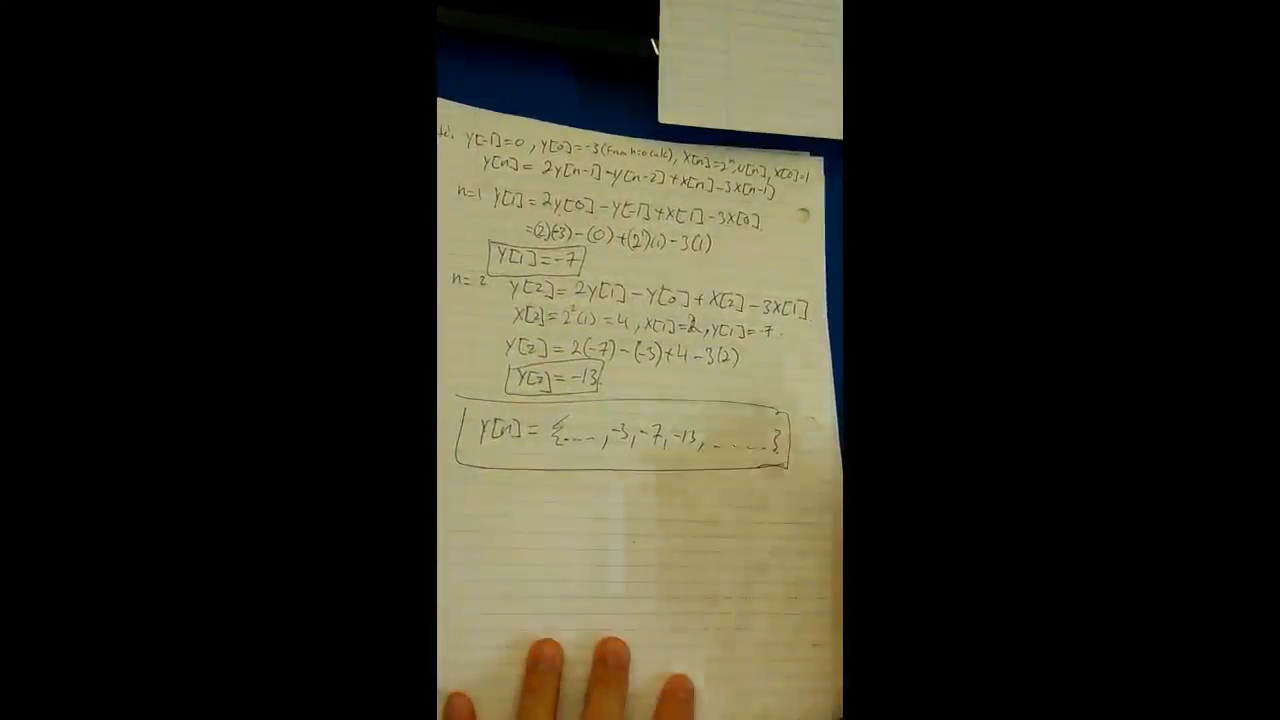 Y[-1]=0, Y[0]=-3 (From n=0 calc), X[n]=2ⁿu[n], X[0]=1
Y[n] = 2Y[n-1] - Y[n-2] + X[n] - 3X[n-1]
n=1 Y[1] = 2Y[0] - Y[-1] + X[1] - 3X[0].
=(2)(-3) - (0) + (2¹)(1) - 3(1)
Y[1] = -7
n=2 Y[2] = 2Y[1] - Y[0] + X[2] - 3X[1].
X[2] = 2²(1) = 4, X[1]=2, Y[1]=-7.
Y[2] = 2(-7) - (-3) + 4 - 3(2)
Y[2] = -13.
Y[n] = {...., -3, -7, -13, ......}